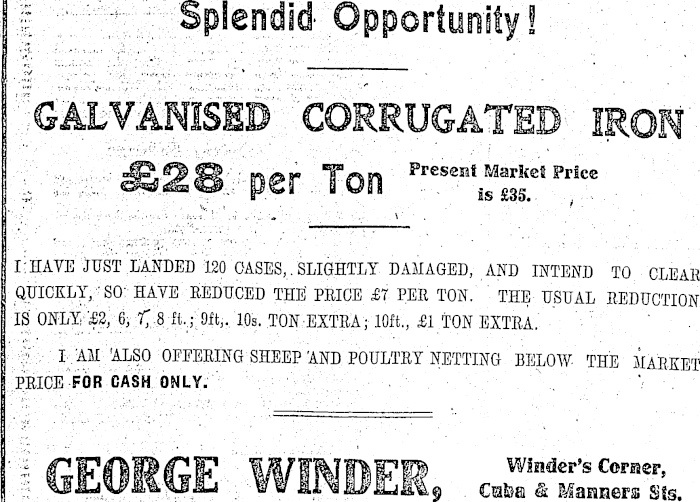 Splendid Opportunity!
GALVANISED CORRUGATED IRON
£28 per Ton
Present Market Price
is £35.
I HAVE JUST LANDED 120 CASES, SLIGHTLY DAMAGED, AND INTEND TO CLEAR
QUICKLY, SO HAVE REDUCED THE PRICE £7 PER TON. THE USUAL REDUCTION
IS ONLY £2, 6, 7, 8 ft.; 9ft,. 10s. TON EXTRA; 10ft., £1 TON EXTRA.
I AM ALSO OFFERING SHEEP AND POULTRY NETTING BELOW THE MARKET
PRICE FOR CASH ONLY.
GEORGE WINDER,
Winder's Corner,
Cuba & Manners Sts.